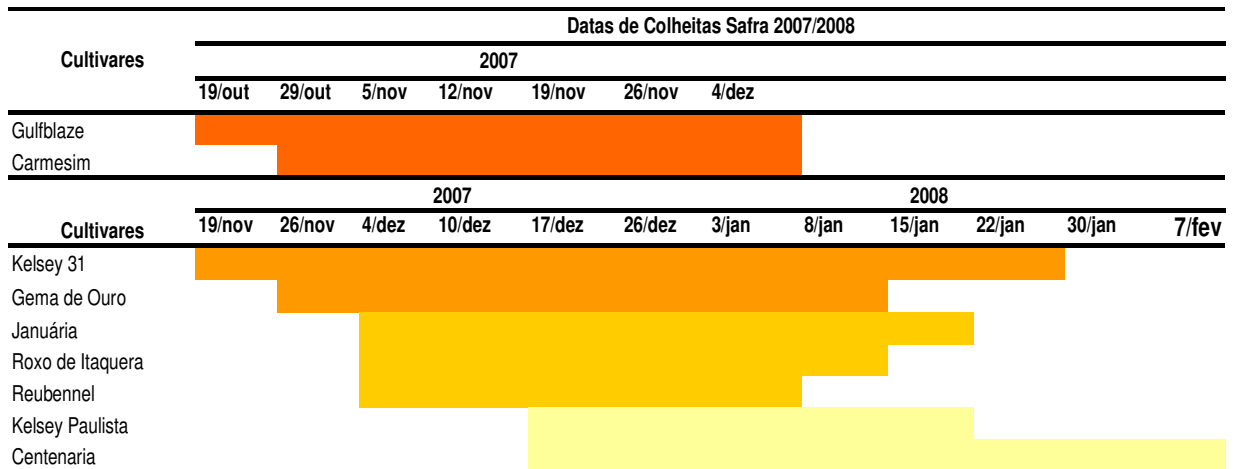 Datas de Colheitas Safra 2007/2008
Cultivares
2007
19/out 29/out 5/nov 12/nov 19/nov 26/nov 4/dez
Gulfblaze
Carmesim
2007 2008
Cultivares 19/nov 26/nov 4/dez 10/dez 17/dez 26/dez 3/jan 8/jan 15/jan 22/jan 30/jan 7/fev
Kelsey 31
Gema de Ouro
Januária
Roxo de Itaquera
Reubennel
Kelsey Paulista
Centenaria